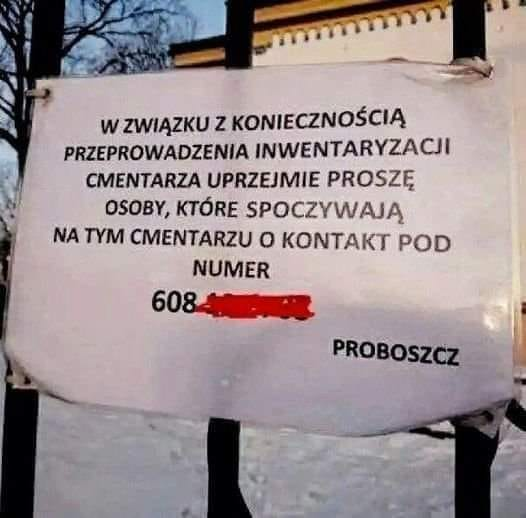 W ZWIĄZKU Z KONIECZNOŚCIĄ
PRZEPROWADZENIA INWENTARYZACJI
CMENTARZA UPRZEJMIE PROSZĘ
OSOBY, KTÓRE SPOCZYWAJĄ
NA TYM CMENTARZU O KONTAKT POD
NUMER
608
PROBOSZCZ